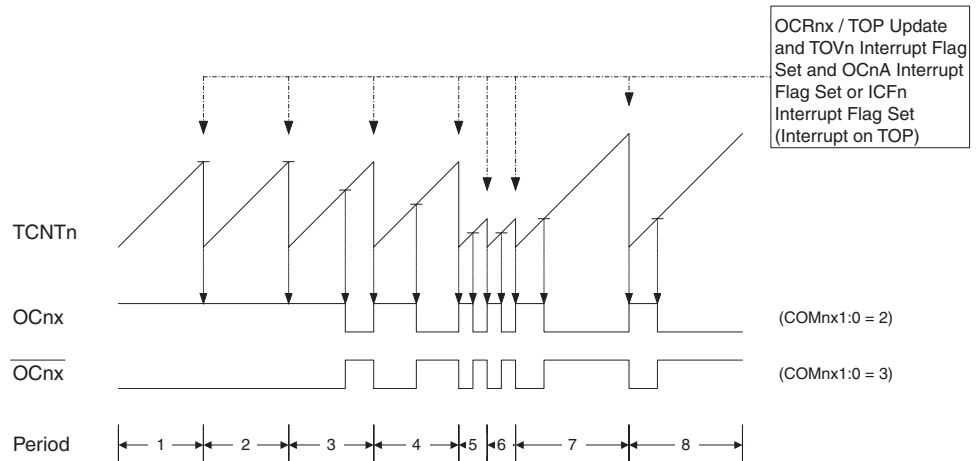 OCRnx / TOP Update
and TOVn Interrupt Flag
Set and OCnA Interrupt
Flag Set or ICFn
Interrupt Flag Set
(Interrupt on TOP)
TCNTn
OCnx (COMnx1:0 = 2)
OCnx (COMnx1:0 = 3)
Period 1 2 3 4 5 6 7 8